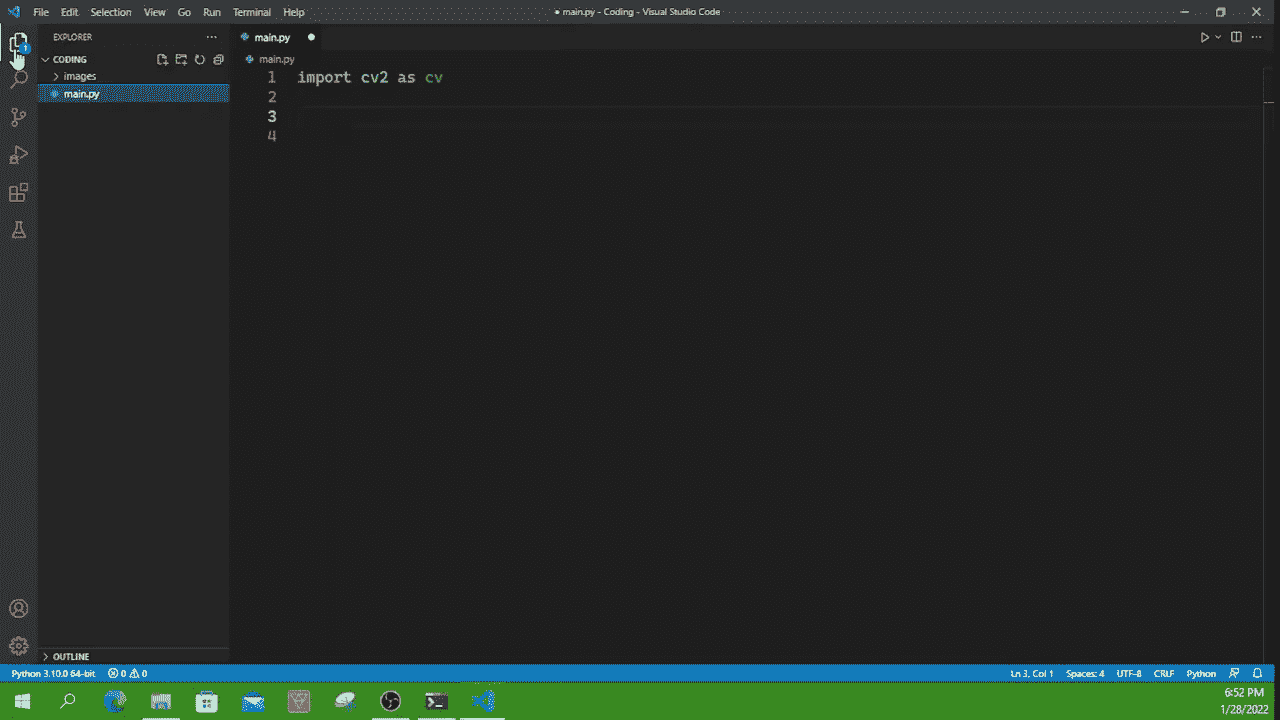 File Edit Selection View Go Run Terminal Help
● main.py - Coding - Visual Studio Code
EXPLORER
main.py
1
CODING
main.py
images
main.py
1 import cv2 as cv
2
3
4
OUTLINE
Python 3.10.0 64-bit 0 0
Ln 3, Col 1 Spaces: 4 UTF-8 CRLF Python
6:52 PM
1/28/2022